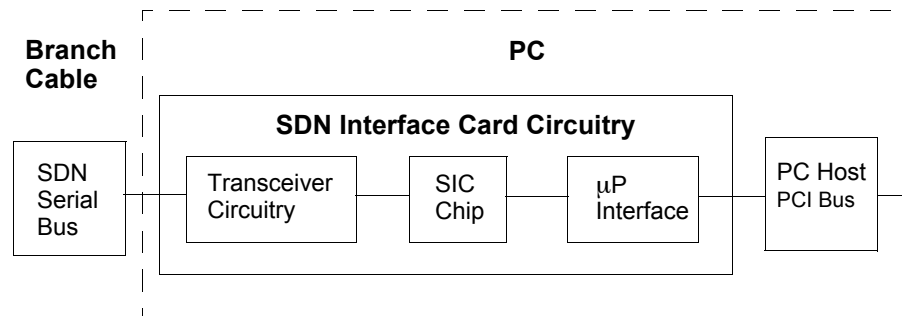 Branch
Cable
PC
SDN Interface Card Circuitry
SDN
Serial
Bus
Transceiver
Circuitry
SIC
Chip
μP
Interface
PC Host
PCI Bus